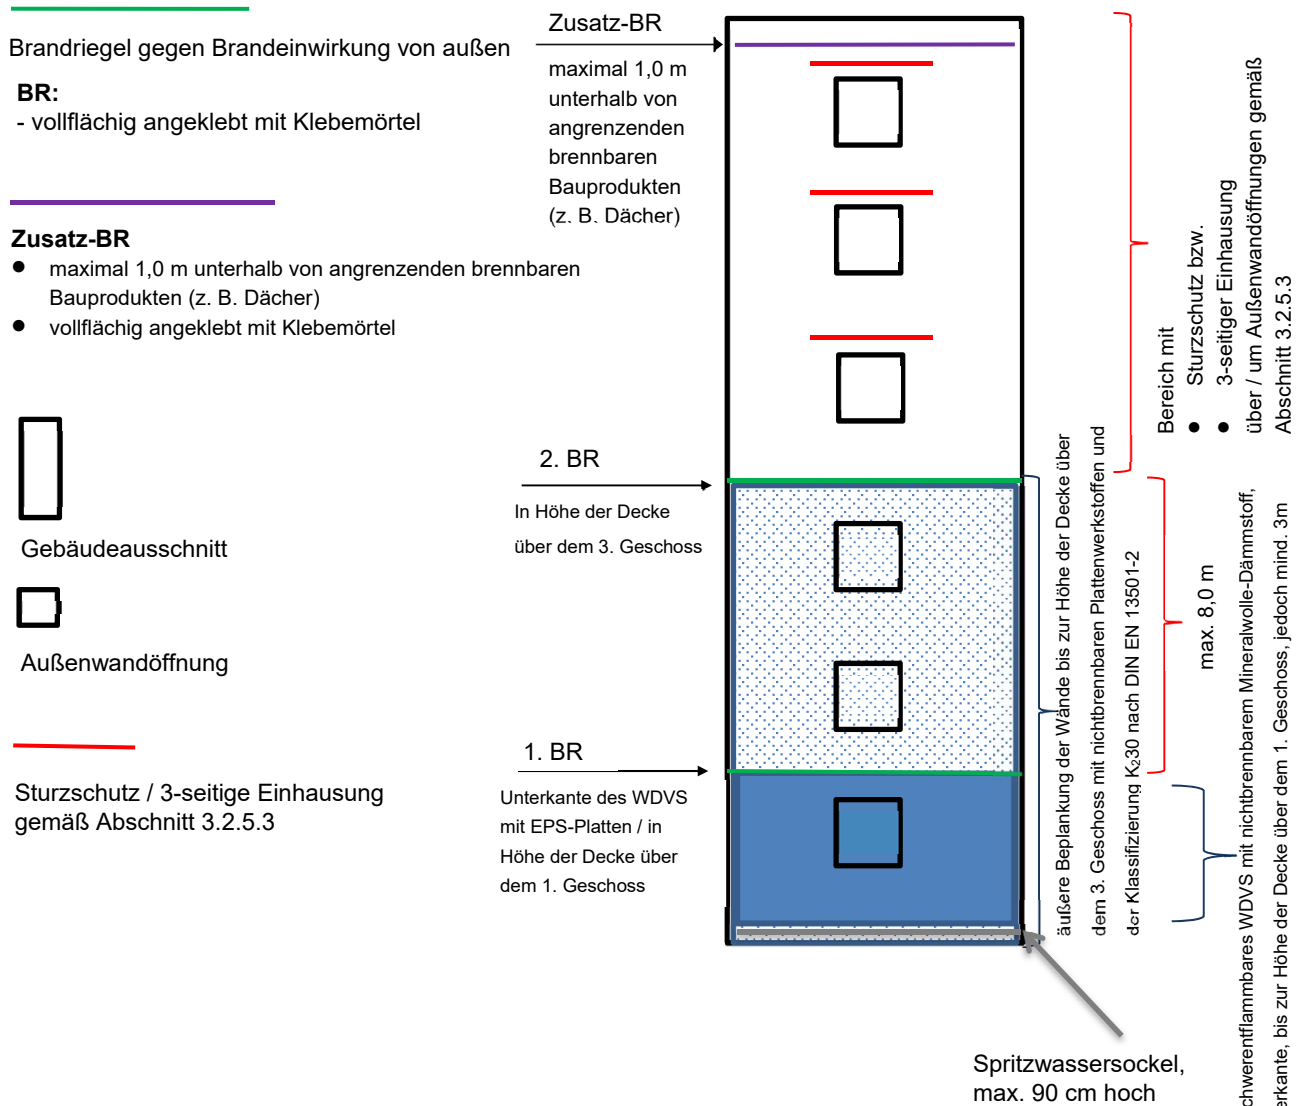 Brandriegel gegen Brandeinwirkung von außen
BR:
- vollflächig angeklebt mit Klebemörtel
Zusatz-BR
● maximal 1,0 m unterhalb von angrenzenden brennbaren
Bauprodukten (z. B. Dächer)
● vollflächig angeklebt mit Klebemörtel
Gebäudeausschnitt
Außenwandöffnung
Sturzschutz / 3-seitige Einhausung
gemäß Abschnitt 3.2.5.3
Zusatz-BR
maximal 1,0 m
unterhalb von
angrenzenden
brennbaren
Bauprodukten
(z. B. Dächer)
2. BR
In Höhe der Decke
über dem 3. Geschoss
1. BR
Unterkante des WDVS
mit EPS-Platten / in
Höhe der Decke über
dem 1. Geschoss
äußere Beplankung der Wände bis zur Höhe der Decke über
dem 3. Geschoss mit nichtbrennbaren Plattenwerkstoffen und
der Klassifizierung K₂30 nach DIN EN 13501-2
Bereich mit
● Sturzschutz bzw.
● 3-seitiger Einhausung
über / um Außenwandöffnungen gemäß
Abschnitt 3.2.5.3
max. 8,0 m
chwerentflammbares WDVS mit nichtbrennbarem Mineralwolle-Dämmstoff,
erkante, bis zur Höhe der Decke über dem 1. Geschoss, jedoch mind. 3m
Spritzwassersockel,
max. 90 cm hoch